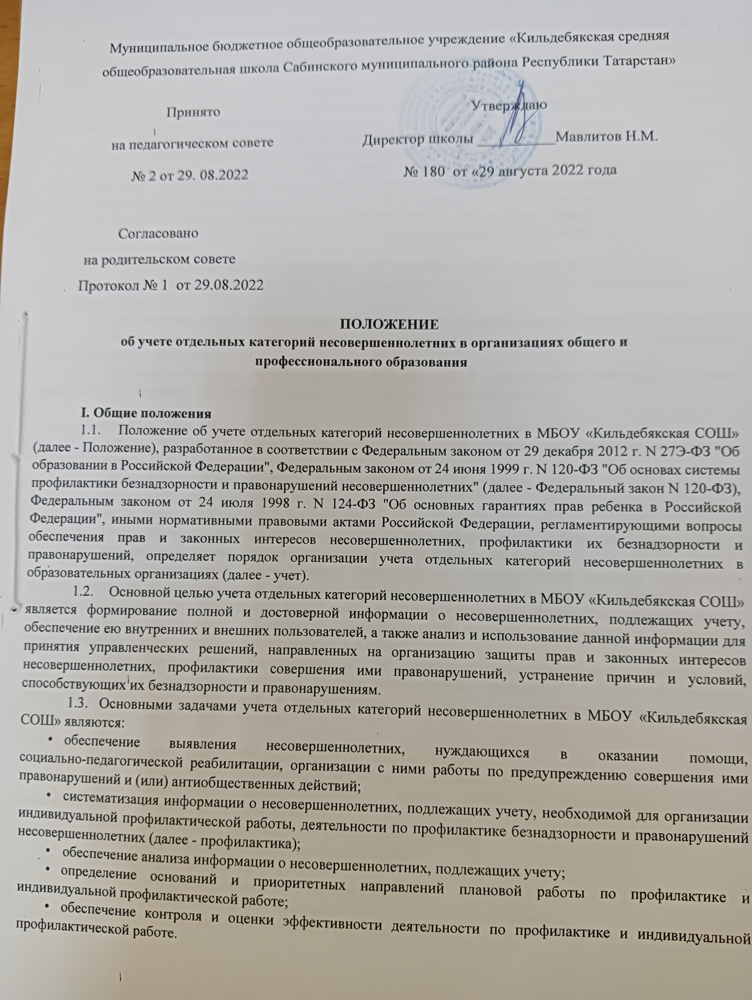 Муниципальное бюджетное общеобразовательное учреждение «Кильдебякская средняя
общеобразовательная школа Сабинского муниципального района Республики Татарстан»
Принято
Утверждаю
на педагогическом совете
Директор школы ___________Мавлитов Н.М.
№ 2 от 29. 08.2022
№ 180 от «29 августа 2022 года
Согласовано
на родительском совете
Протокол № 1 от 29.08.2022
ПОЛОЖЕНИЕ
об учете отдельных категорий несовершеннолетних в организациях общего и
профессионального образования
I. Общие положения
1.1. Положение об учете отдельных категорий несовершеннолетних в МБОУ «Кильдебякская СОШ»
(далее - Положение), разработанное в соответствии с Федеральным законом от 29 декабря 2012 г. N 27Э-ФЗ "Об
образовании в Российской Федерации", Федеральным законом от 24 июня 1999 г. N 120-ФЗ "Об основах системы
профилактики безнадзорности и правонарушений несовершеннолетних" (далее - Федеральный закон N 120-ФЗ),
Федеральным законом от 24 июля 1998 г. N 124-ФЗ "Об основных гарантиях прав ребенка в Российской
Федерации", иными нормативными правовыми актами Российской Федерации, регламентирующими вопросы
обеспечения прав и законных интересов несовершеннолетних, профилактики их безнадзорности и
правонарушений, определяет порядок организации учета отдельных категорий несовершеннолетних в
образовательных организациях (далее - учет).
1.2. Основной целью учета отдельных категорий несовершеннолетних в МБОУ «Кильдебякская СОШ»
является формирование полной и достоверной информации о несовершеннолетних, подлежащих учету,
обеспечение ею внутренних и внешних пользователей, а также анализ и использование данной информации для
принятия управленческих решений, направленных на организацию защиты прав и законных интересов
несовершеннолетних, профилактики совершения ими правонарушений, устранение причин и условий,
способствующих их безнадзорности и правонарушениям.
1.3. Основными задачами учета отдельных категорий несовершеннолетних в МБОУ «Кильдебякская
СОШ» являются:
• обеспечение выявления несовершеннолетних, нуждающихся в оказании помощи,
социально-педагогической реабилитации, организации с ними работы по предупреждению совершения ими
правонарушений и (или) антиобщественных действий;
• систематизация информации о несовершеннолетних, подлежащих учету, необходимой для организации
индивидуальной профилактической работы, деятельности по профилактике безнадзорности и правонарушений
несовершеннолетних (далее - профилактика);
• обеспечение анализа информации о несовершеннолетних, подлежащих учету;
• определение оснований и приоритетных направлений плановой работы по профилактике и
индивидуальной профилактической работе;
• обеспечение контроля и оценки эффективности деятельности по профилактике и индивидуальной
профилактической работе.